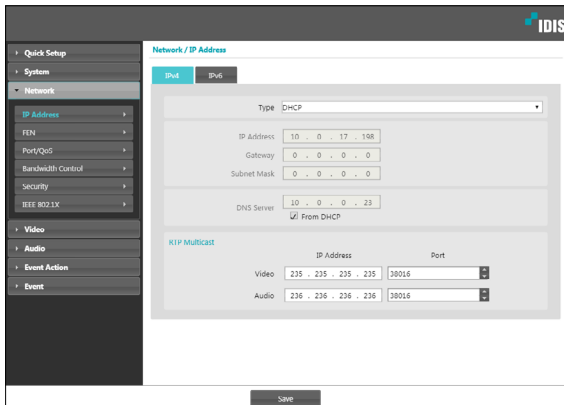 IDIS
Quick Setup
System
Network
IP Address
FEN
Port/QoS
Bandwidth Control
Security
IEEE 802.1X
Video
Audio
Event Action
Event
Network / IP Address
IPv4 IPv6
Type DHCP
IP Address 10 . 0 . 17 . 198
Gateway 0 . 0 . 0 . 0
Subnet Mask 0 . 0 . 0 . 0
DNS Server 10 . 0 . 0 . 23
From DHCP
RTP Multicast
IP Address Port
Video 235 . 235 . 235 . 235 38016
Audio 236 . 236 . 236 . 236 38016
Save